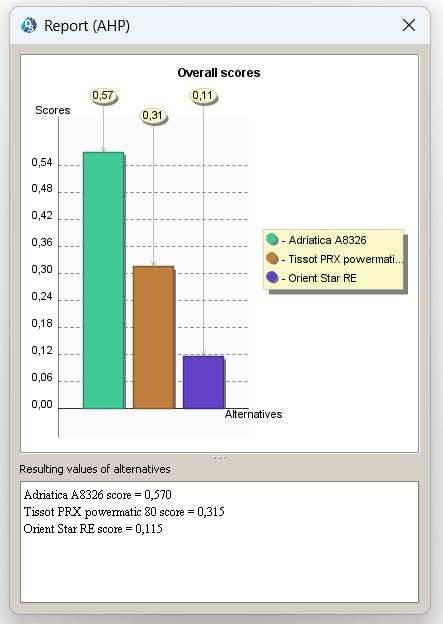 Report (AHP)
Overall scores
0,57
0,31
0,11
Scores
0,54
0,48
0,42
0,36
0,30
0,24
0,18
0,12
0,06
0,00
Alternatives
- Adriatica A8326
- Tissot PRX powermati...
- Orient Star RE
Resulting values of alternatives
Adriatica A8326 score = 0,570
Tissot PRX powermatic 80 score = 0,315
Orient Star RE score = 0,115